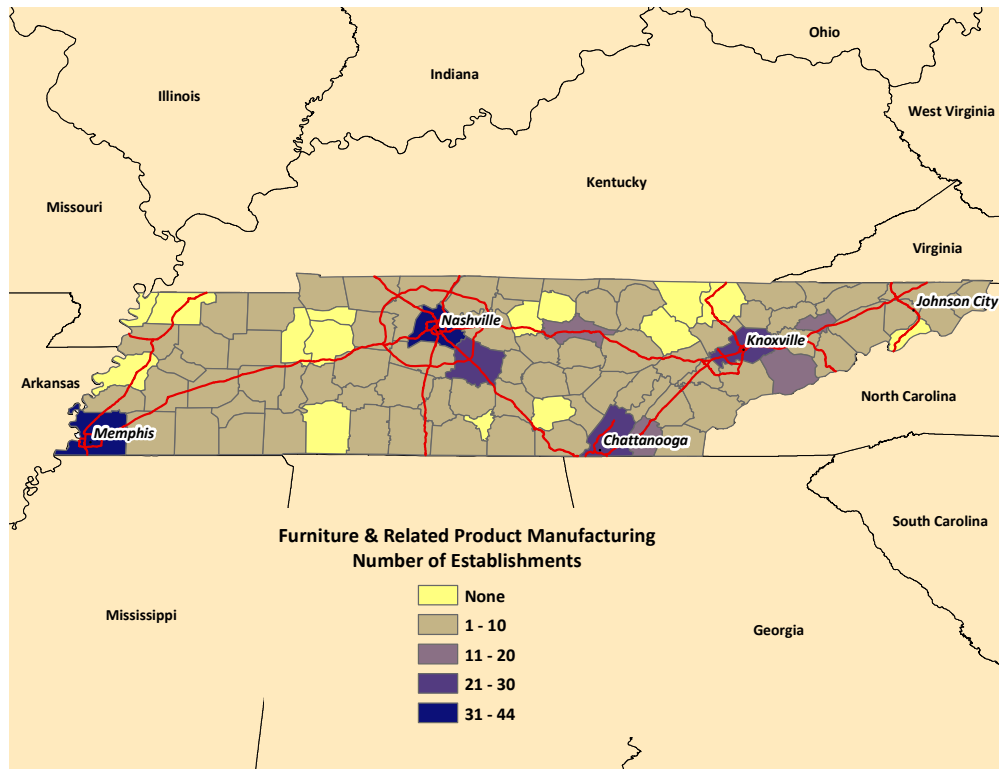 Ohio
Indiana
Illinois
West Virginia
Kentucky
Missouri
Virginia
Johnson City
Nashville
Knoxville
Arkansas
North Carolina
Memphis
Chattanooga
South Carolina
Furniture & Related Product Manufacturing
Number of Establishments
None
1 - 10
11 - 20
21 - 30
31 - 44
Mississippi
Georgia